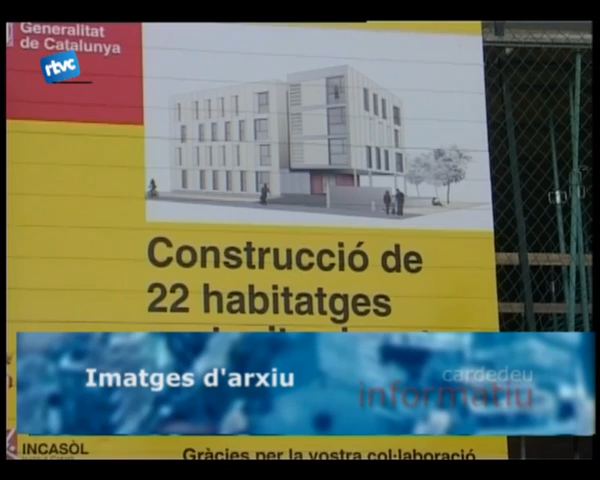 Generalitat
de Catalunya
rtvc
Construcció de
22 habitatges
Imatges d'arxiu
cardedeu
informatiu
INCASÒL
Gràcies per la vostra col·laboració